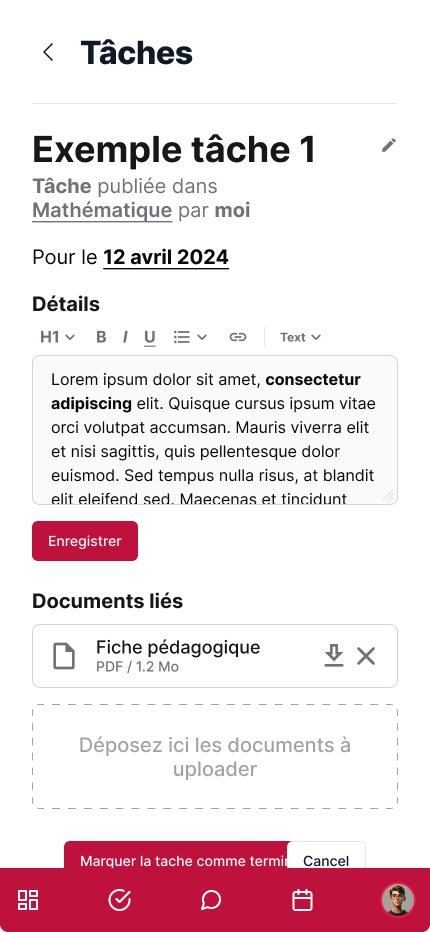 Tâches
Exemple tâche 1
Tâche publiée dans
Mathématique par moi
Pour le 12 avril 2024
Détails
H1 B I U Text
Lorem ipsum dolor sit amet, consectetur
adipiscing elit. Quisque cursus ipsum vitae
orci volutpat accumsan. Mauris viverra elit
et nisi sagittis, quis pellentesque dolor
euismod. Sed tempus nulla risus, at blandit
elit eleifend sed. Maecenas et tincidunt
Enregistrer
Documents liés
Fiche pédagogique
PDF / 1.2 Mo
Déposez ici les documents à
uploader
Marquer la tache comme termin Cancel